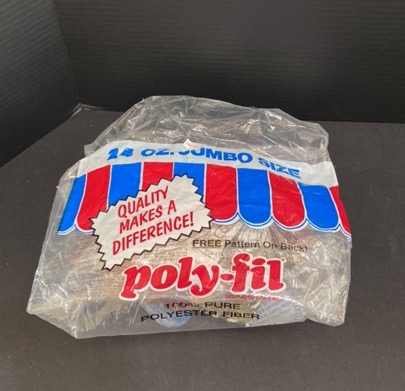 14 OZ. JUMBO SIZE
QUALITY
MAKES A
DIFFERENCE!
FREE Pattern On Back!
poly-fil
100% PURE
POLYESTER FIBER